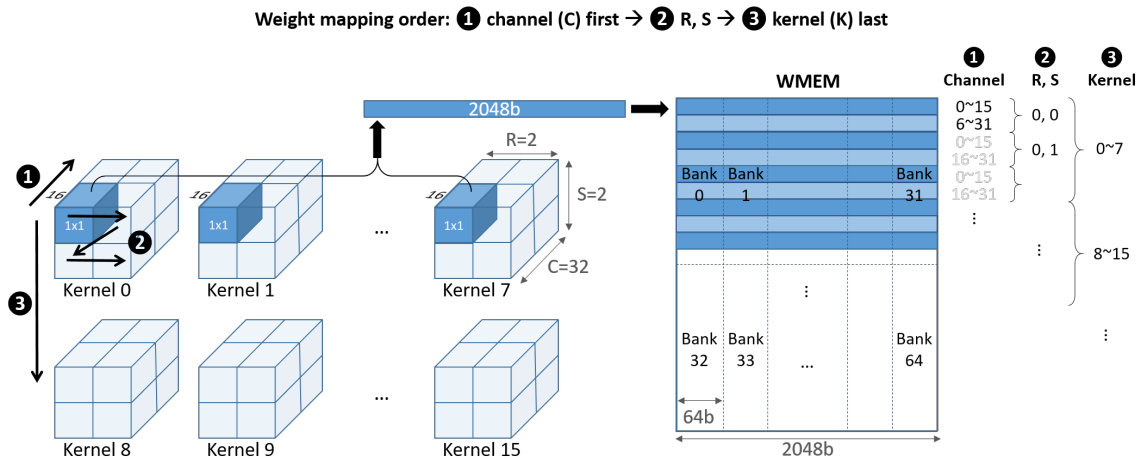 Weight mapping order: ❶ channel (C) first → ❷ R, S → ❸ kernel (K) last
❶ ❷ ❸
Channel R, S Kernel
WMEM
2048b
0~15
6~31
0, 0
0~15
16~31
0, 1
0~15
16~31
0~7
⋮
⋮
8~15
⋮
R=2
S=2
C=32
❶
16
1x1
❷
Kernel 0
16
1x1
Kernel 1
...
16
1x1
Kernel 7
❸
Kernel 8
Kernel 9
...
Kernel 15
Bank 0
Bank 1
Bank 31
⋮
Bank 32
Bank 33
...
Bank 64
64b
2048b